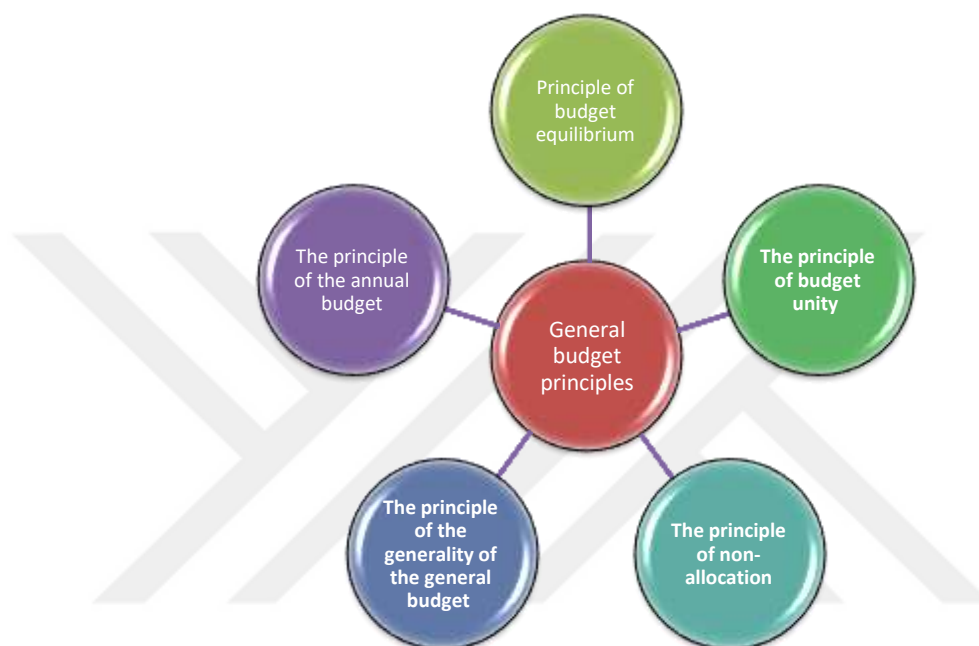 Principle of
budget
equilibrium
The principle
of the annual
budget
The principle
of budget
unity
General
budget
principles
The principle
of the
generality of
the general
budget
The principle
of non-
allocation